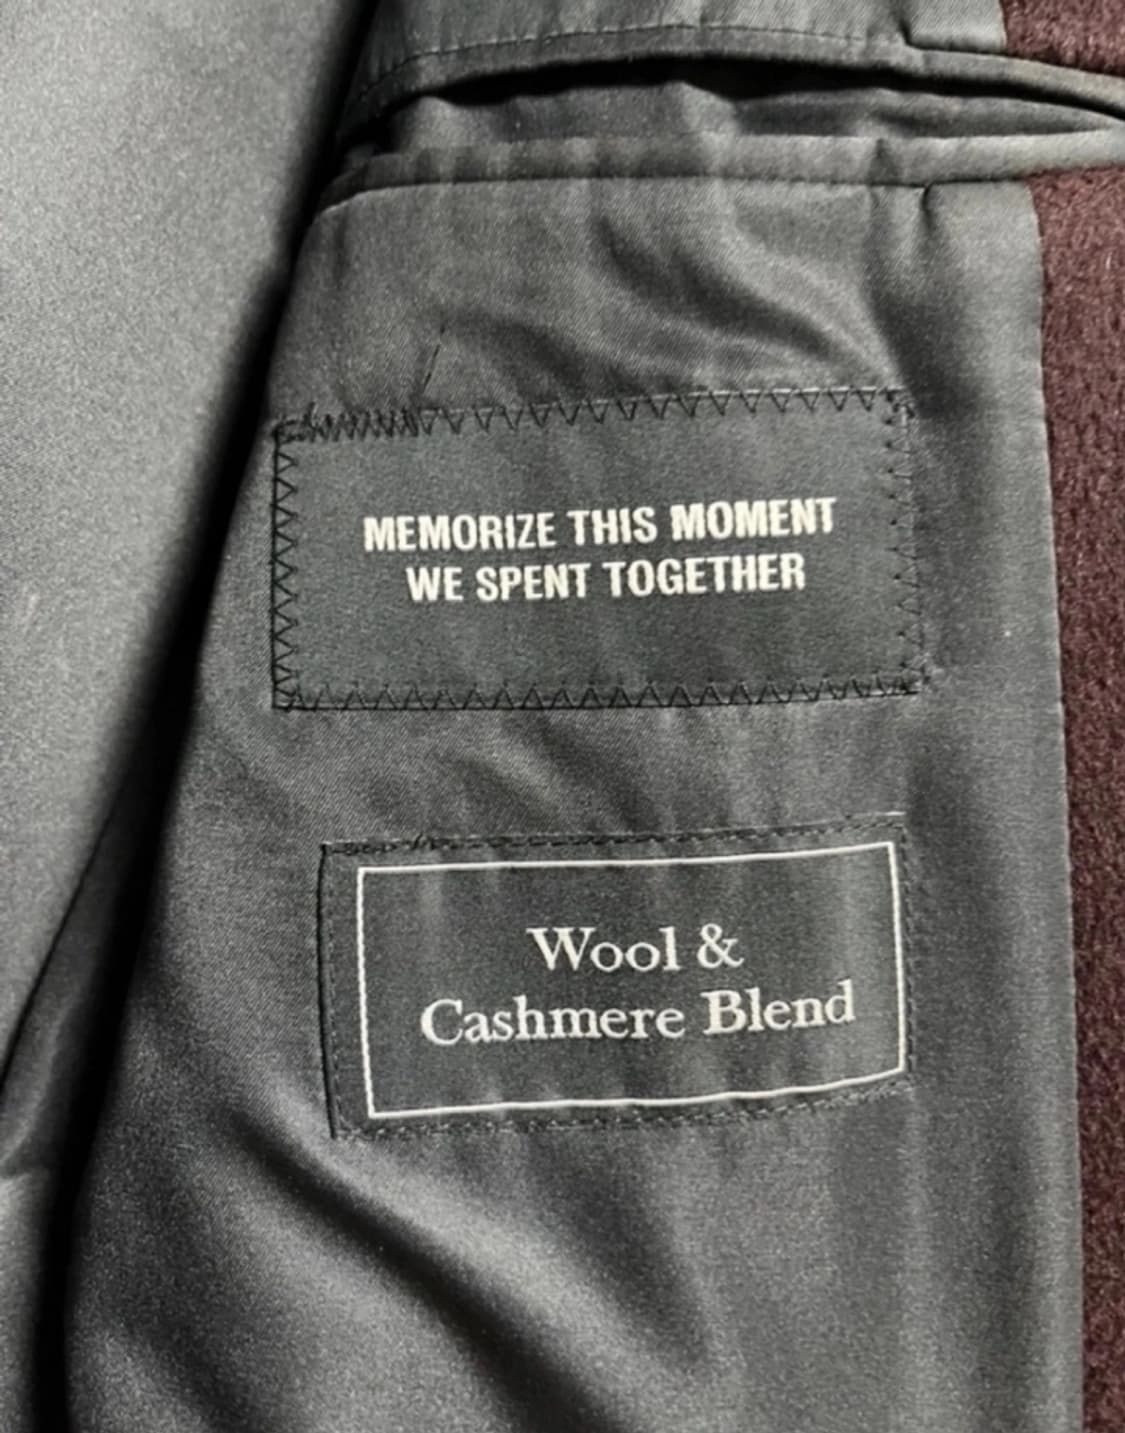 MEMORIZE THIS MOMENT
WE SPENT TOGETHER
Wool &
Cashmere Blend